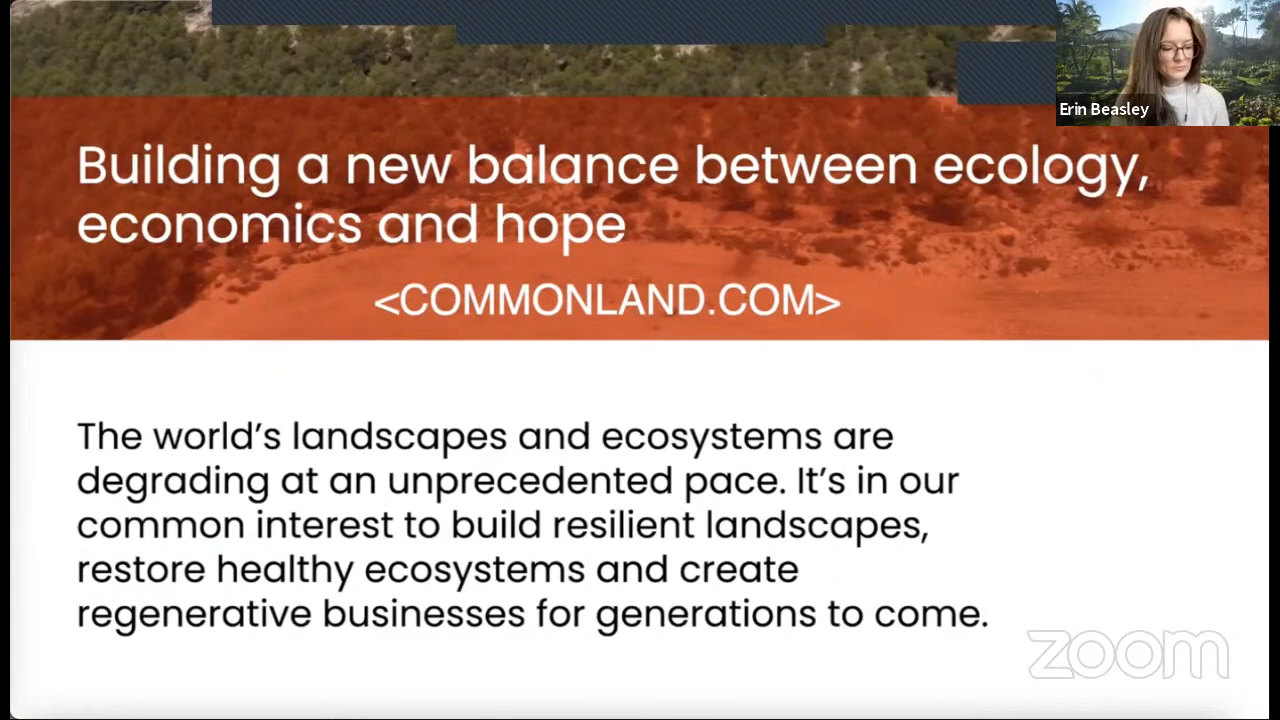 Erin Beasley
Building a new balance between ecology,
economics and hope
<COMMONLAND.COM>
The world's landscapes and ecosystems are
degrading at an unprecedented pace. It's in our
common interest to build resilient landscapes,
restore healthy ecosystems and create
regenerative businesses for generations to come.
zoom